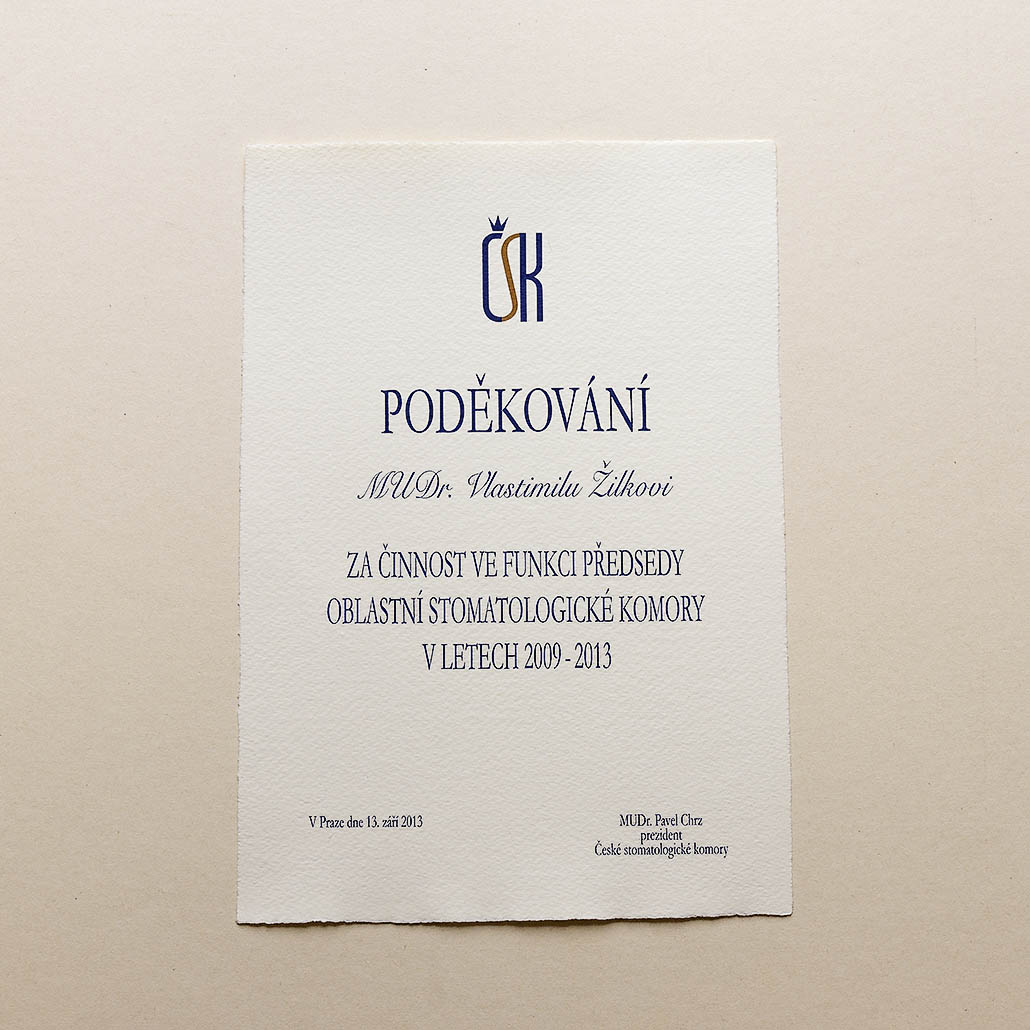 ČSK
PODĚKOVÁNÍ
MUDr. Vlastimilu Žilkovi
ZA ČINNOST VE FUNKCI PŘEDSEDY
OBLASTNÍ STOMATOLOGICKÉ KOMORY
V LETECH 2009 - 2013
V Praze dne 13. září 2013
MUDr. Pavel Chrz
prezident
České stomatologické komory